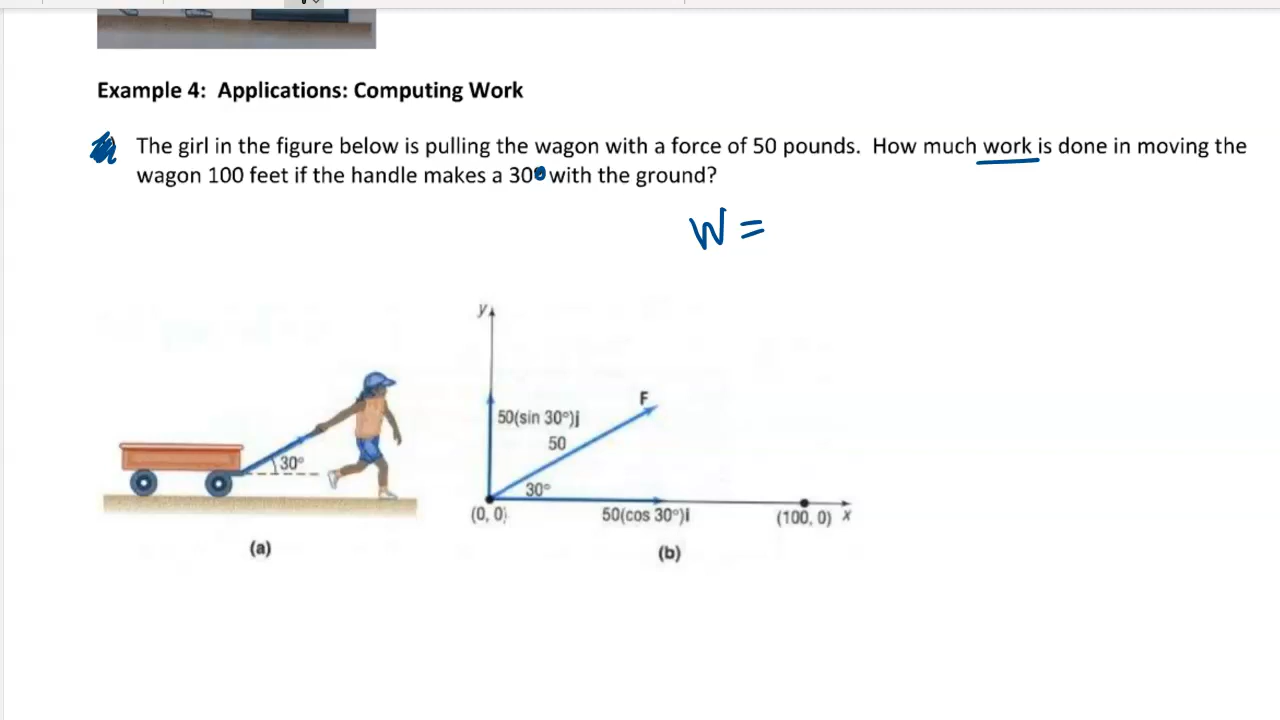 Example 4: Applications: Computing Work
The girl in the figure below is pulling the wagon with a force of 50 pounds. How much work is done in moving the
wagon 100 feet if the handle makes a 30° with the ground?
W =
y
F
50(sin 30°)j
50
30°
30°
(0, 0)
50(cos 30°)i
(100, 0)
x
(a)
(b)